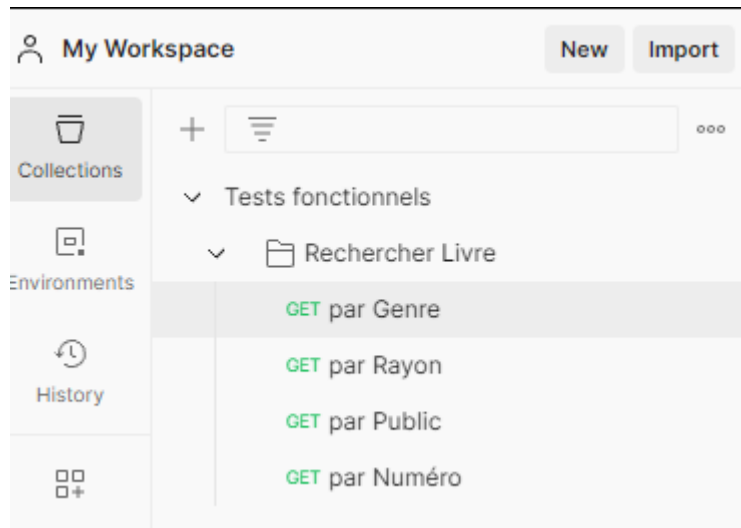 My Workspace New Import
Collections
Tests fonctionnels
Rechercher Livre
Environments
GET par Genre
GET par Rayon
History
GET par Public
GET par Numéro